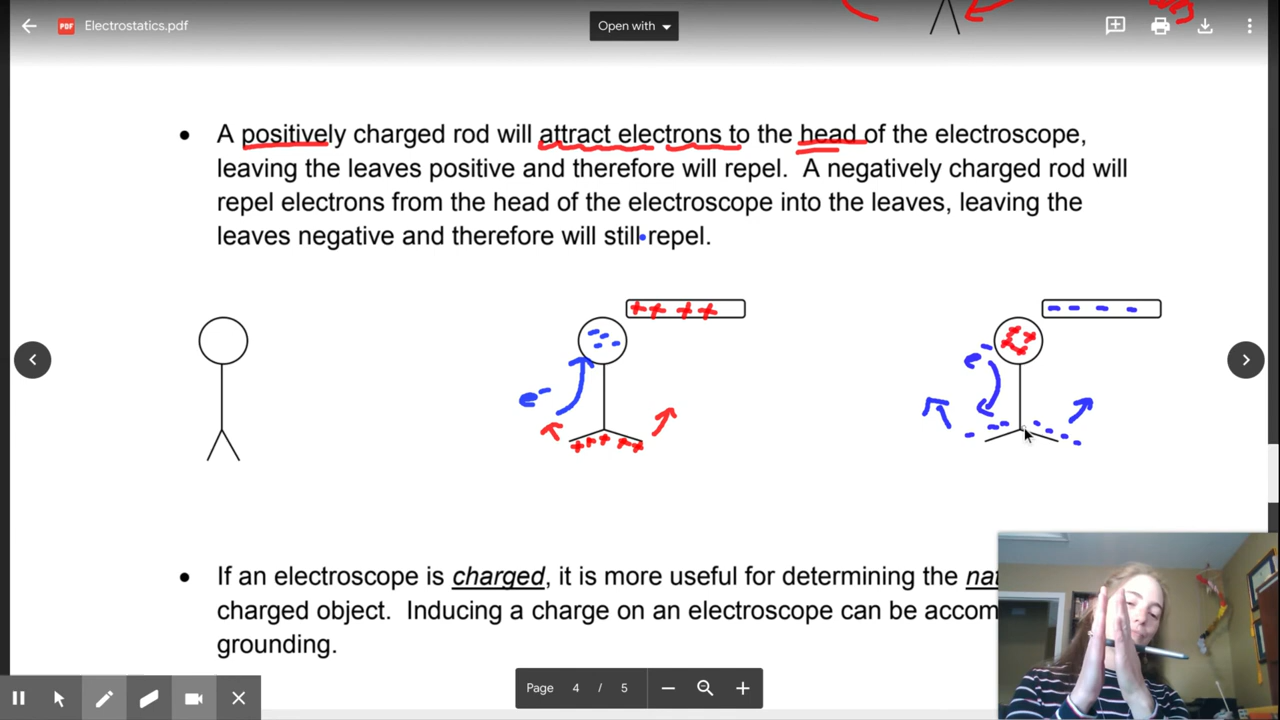 PDF Electrostatics.pdf
Open with
A positively charged rod will attract electrons to the head of the electroscope,
leaving the leaves positive and therefore will repel. A negatively charged rod will
repel electrons from the head of the electroscope into the leaves, leaving the
leaves negative and therefore will still repel.
++ ++
- - - -
e-
e-
+++++
If an electroscope is charged, it is more useful for determining the
charged object. Inducing a charge on an electroscope can be
grounding.
Page 4 / 5